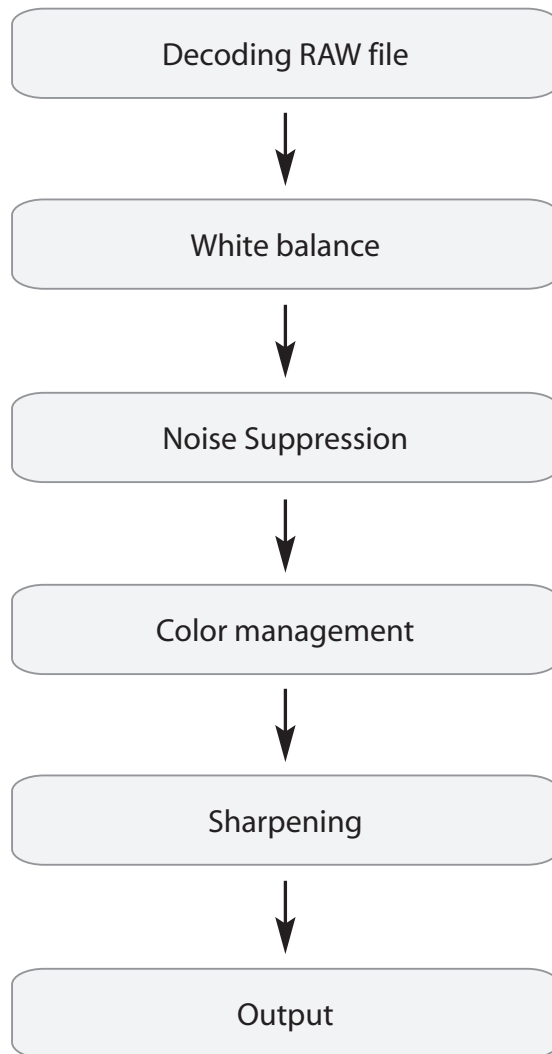 Decoding RAW file
White balance
Noise Suppression
Color management
Sharpening
Output